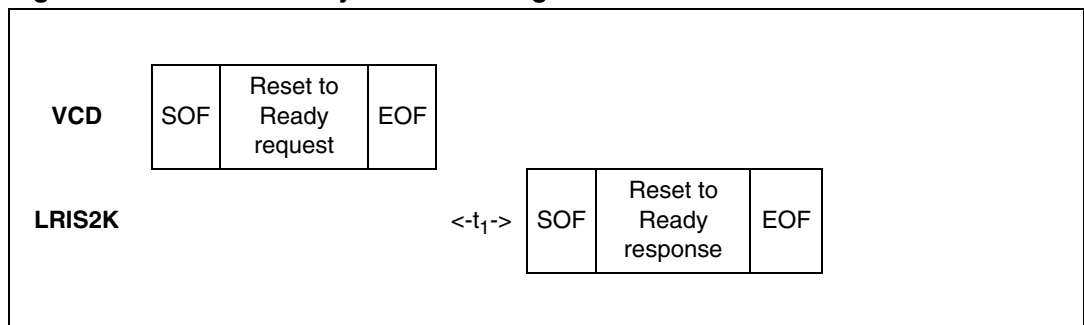 VCD
SOF
Reset to
Ready
request
EOF
LRIS2K
<-t₁->
SOF
Reset to
Ready
response
EOF